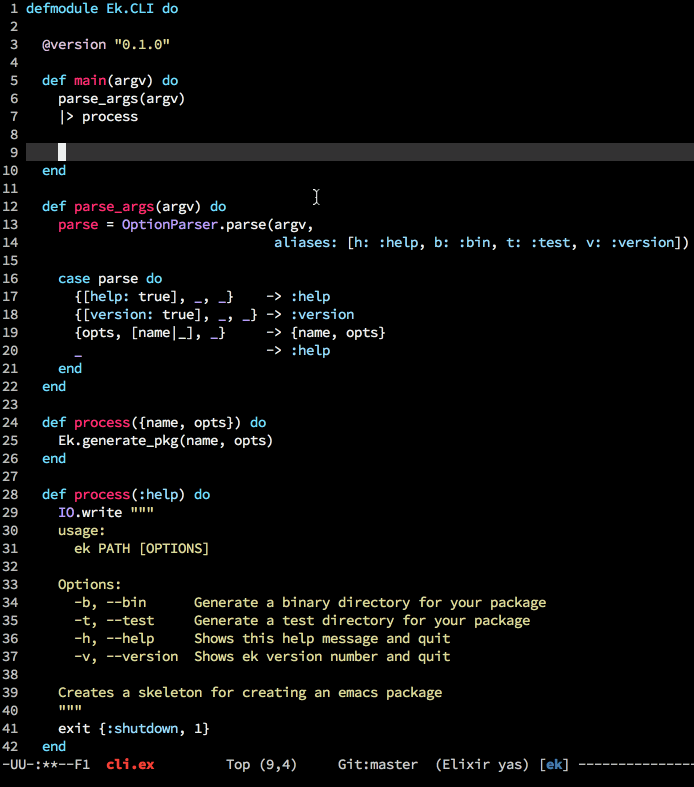 1 defmodule Ek.CLI do
2
3   @version "0.1.0"
4
5   def main(argv) do
6     parse_args(argv)
7     |> process
8
9
10   end
11
12   def parse_args(argv) do
13     parse = OptionParser.parse(argv,
14                                aliases: [h: :help, b: :bin, t: :test, v: :version])
15
16     case parse do
17       {[help: true], _, _}    -> :help
18       {[version: true], _, _} -> :version
19       {opts, [name|_], _}     -> {name, opts}
20       _                       -> :help
21     end
22   end
23
24   def process({name, opts}) do
25     Ek.generate_pkg(name, opts)
26   end
27
28   def process(:help) do
29     IO.write """
30     usage:
31       ek PATH [OPTIONS]
32
33     Options:
34       -b, --bin      Generate a binary directory for your package
35       -t, --test     Generate a test directory for your package
36       -h, --help     Shows this help message and quit
37       -v, --version  Shows ek version number and quit
38
39     Creates a skeleton for creating an emacs package
40     """
41     exit {:shutdown, 1}
42   end
-UU-:**--F1  cli.ex         Top (9,4)     Git:master  (Elixir yas) [ek] ---------------